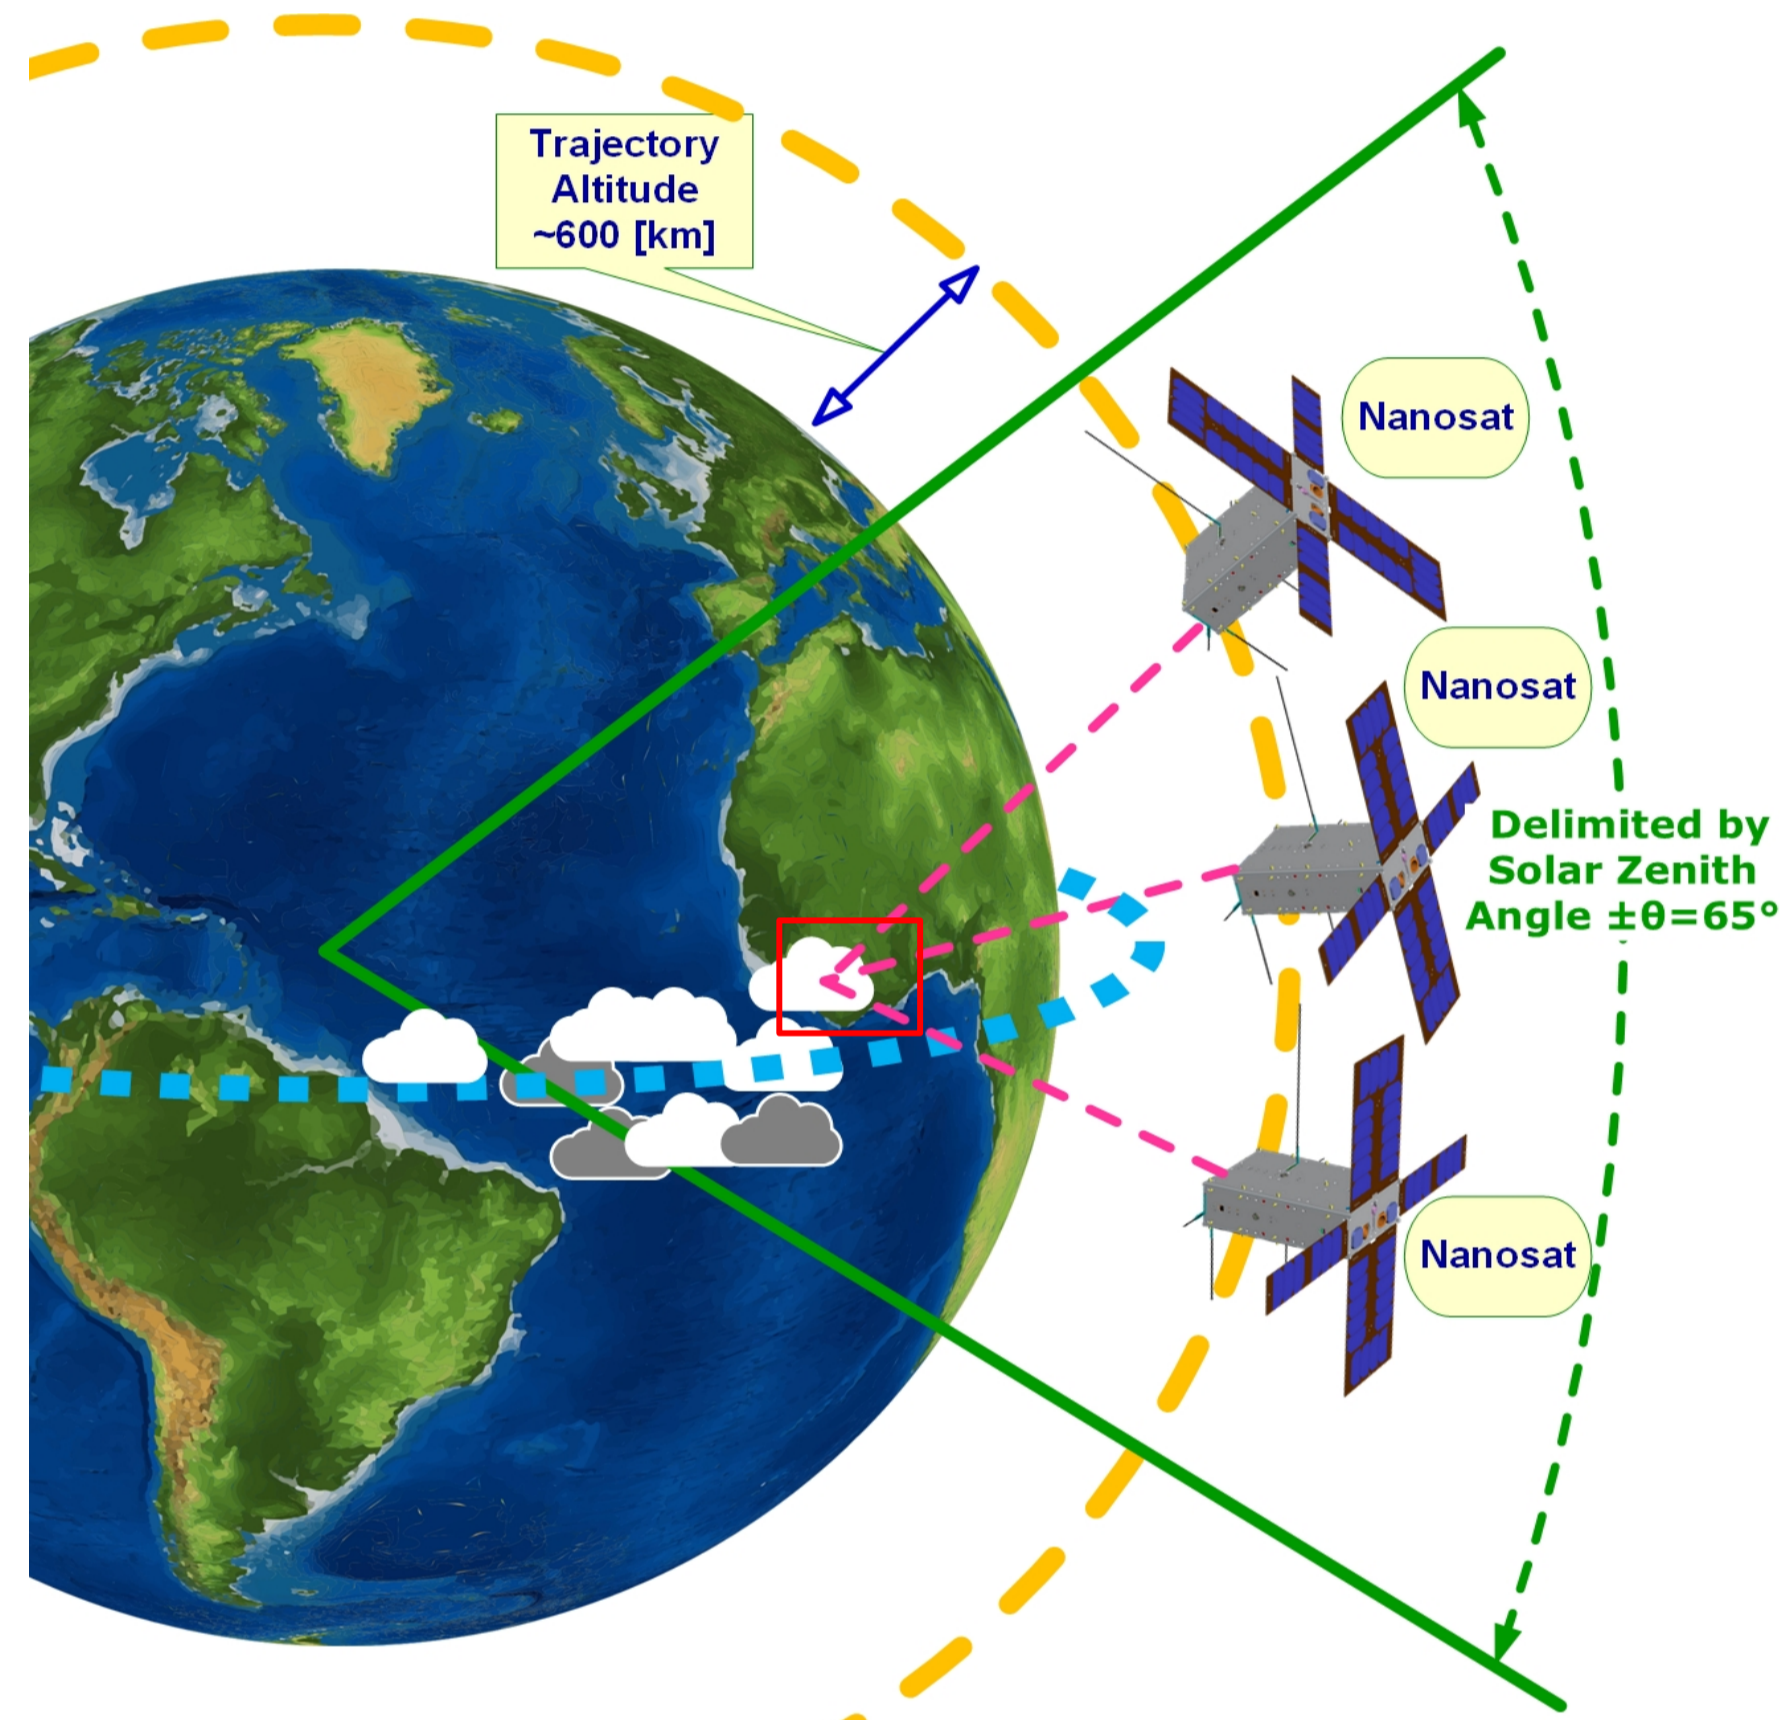 Trajectory
Altitude
~600 [km]
Nanosat
Nanosat
Delimited by
Solar Zenith
Angle ±θ=65°
Nanosat